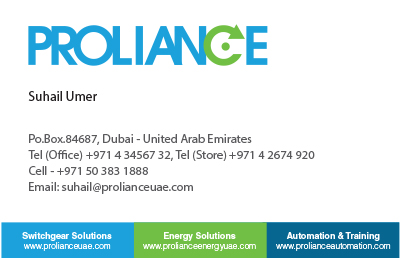 PROLIANCE
Suhail Umer
Po.Box.84687, Dubai - United Arab Emirates
Tel (Office) +971 4 34567 32, Tel (Store) +971 4 2674 920
Cell - +971 50 383 1888
Email: suhail@prolianceuae.com
Switchgear Solutions
www.prolianceuae.com
Energy Solutions
www.prolianceenergyuae.com
Automation & Training
www.prolianceautomation.com